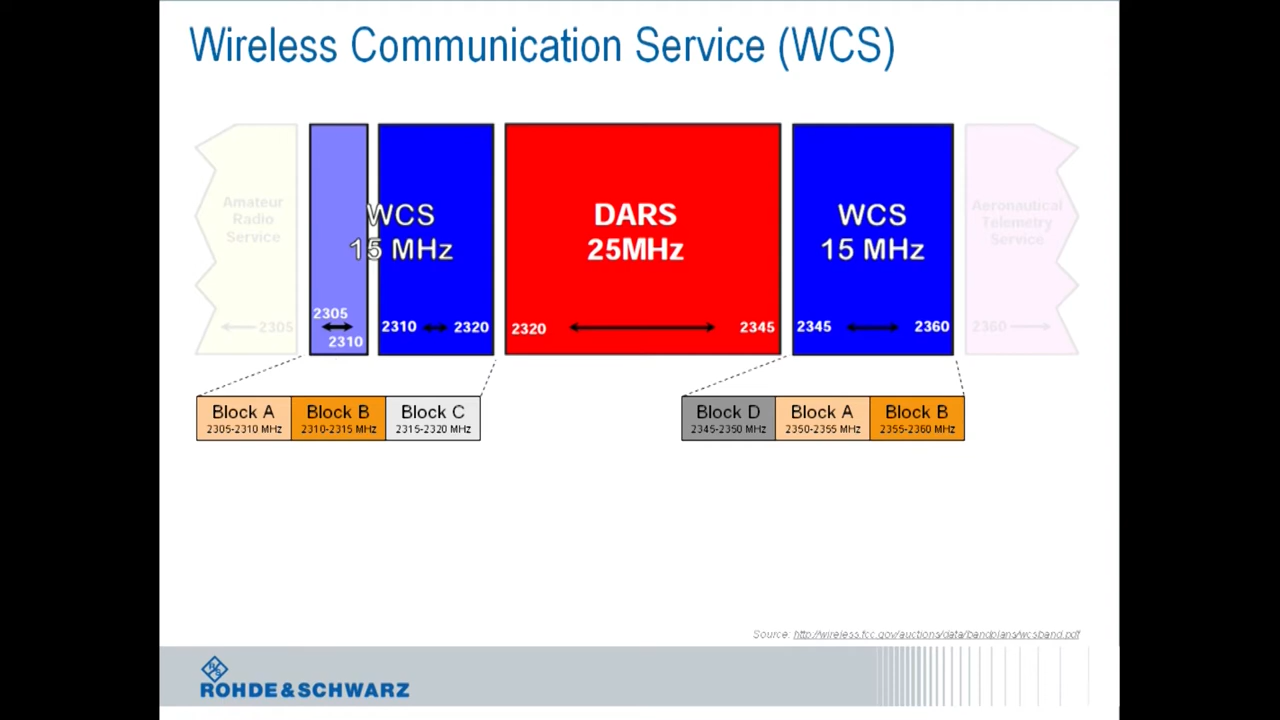 Wireless Communication Service (WCS)
Amateur
Radio
Service
2305
2305
2310
WCS
15 MHz
2310
2320
DARS
25MHz
2320
2345
WCS
15 MHz
2345
2360
Aeronautical
Telemetry
Service
2360
Block A
2305-2310 MHz
Block B
2310-2315 MHz
Block C
2315-2320 MHz
Block D
2345-2350 MHz
Block A
2350-2355 MHz
Block B
2355-2360 MHz
Source: http://wireless.fcc.gov/auctions/data/bandplans/wcsband.pdf
R S
ROHDE&SCHWARZ